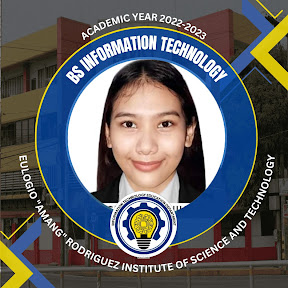 ACADEMIC YEAR 2022-2023
BS INFORMATION TECHNOLOGY
EULOGIO "AMANG" RODRIGUEZ INSTITUTE OF SCIENCE AND TECHNOLOGY